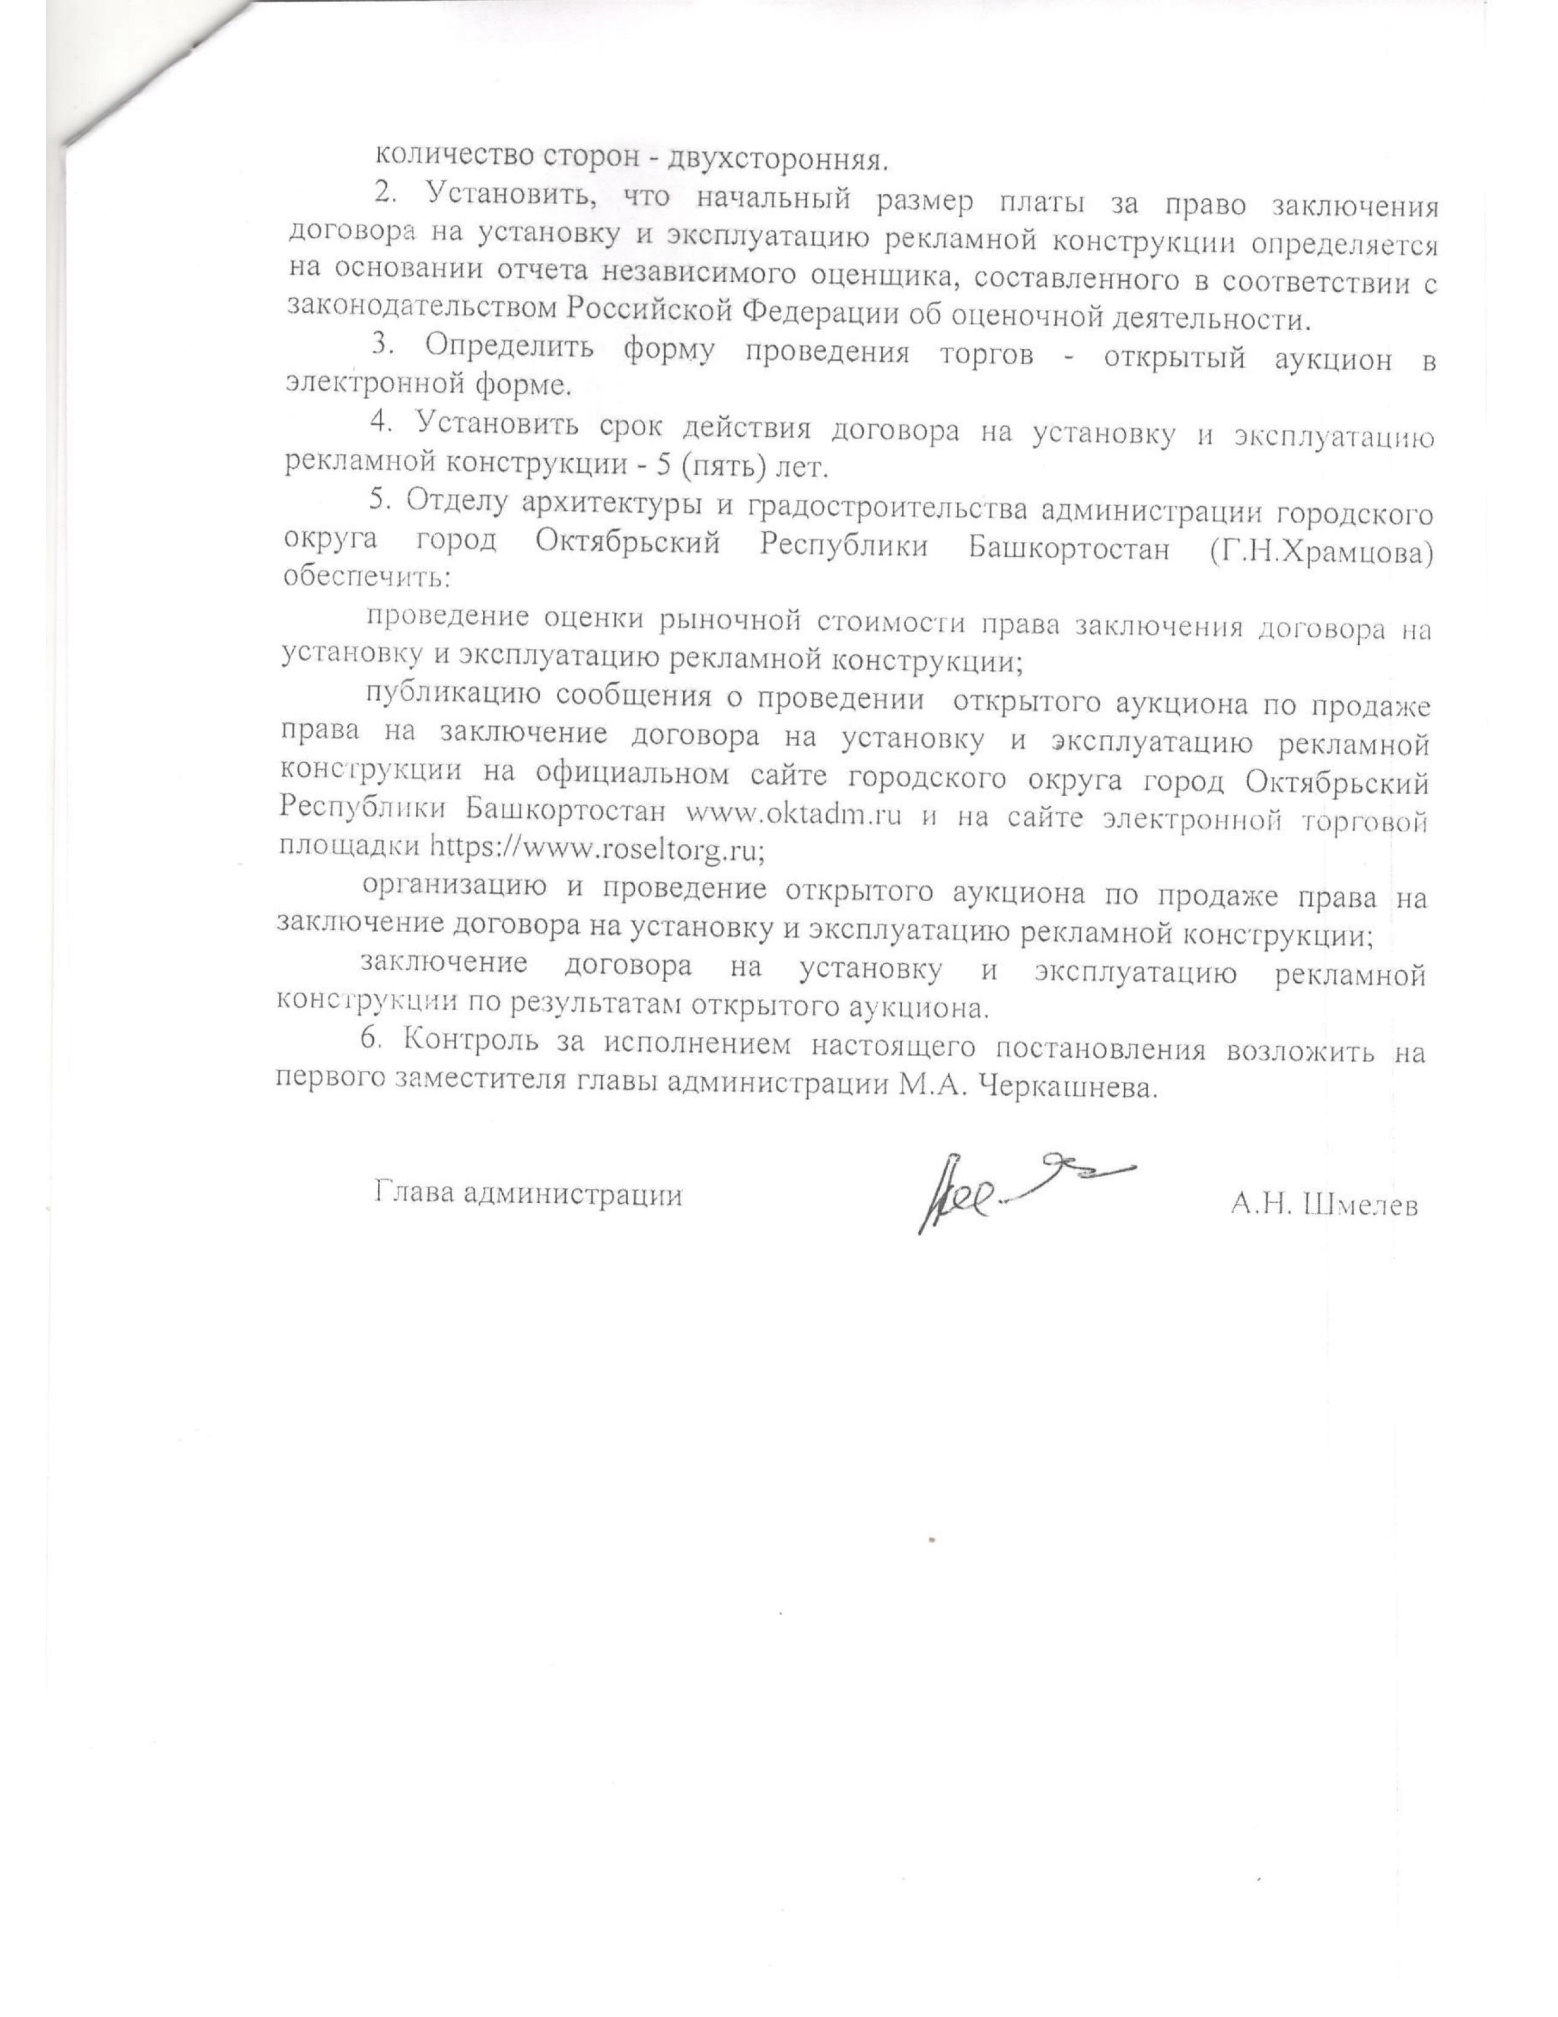 количество сторон - двухсторонняя.
2. Установить, что начальный размер платы за право заключения
договора на установку и эксплуатацию рекламной конструкции определяется
на основании отчета независимого оценщика, составленного в соответствии с
законодательством Российской Федерации об оценочной деятельности.
3. Определить форму проведения торгов - открытый аукцион в
электронной форме.
4. Установить срок действия договора на установку и эксплуатацию
рекламной конструкции - 5 (пять) лет.
5. Отделу архитектуры и градостроительства администрации городского
округа город Октябрьский Республики Башкортостан (Г.Н.Храмцова)
обеспечить:
проведение оценки рыночной стоимости права заключения договора на
установку и эксплуатацию рекламной конструкции;
публикацию сообщения о проведении открытого аукциона по продаже
права на заключение договора на установку и эксплуатацию рекламной
конструкции на официальном сайте городского округа город Октябрьский
Республики Башкортостан www.oktadm.ru и на сайте электронной торговой
площадки https://www.roseltorg.ru;
организацию и проведение открытого аукциона по продаже права на
заключение договора на установку и эксплуатацию рекламной конструкции;
заключение договора на установку и эксплуатацию рекламной
конструкции по результатам открытого аукциона.
6. Контроль за исполнением настоящего постановления возложить на
первого заместителя главы администрации М.А. Черкашнева.
Глава администрации
А.Н. Шмелев